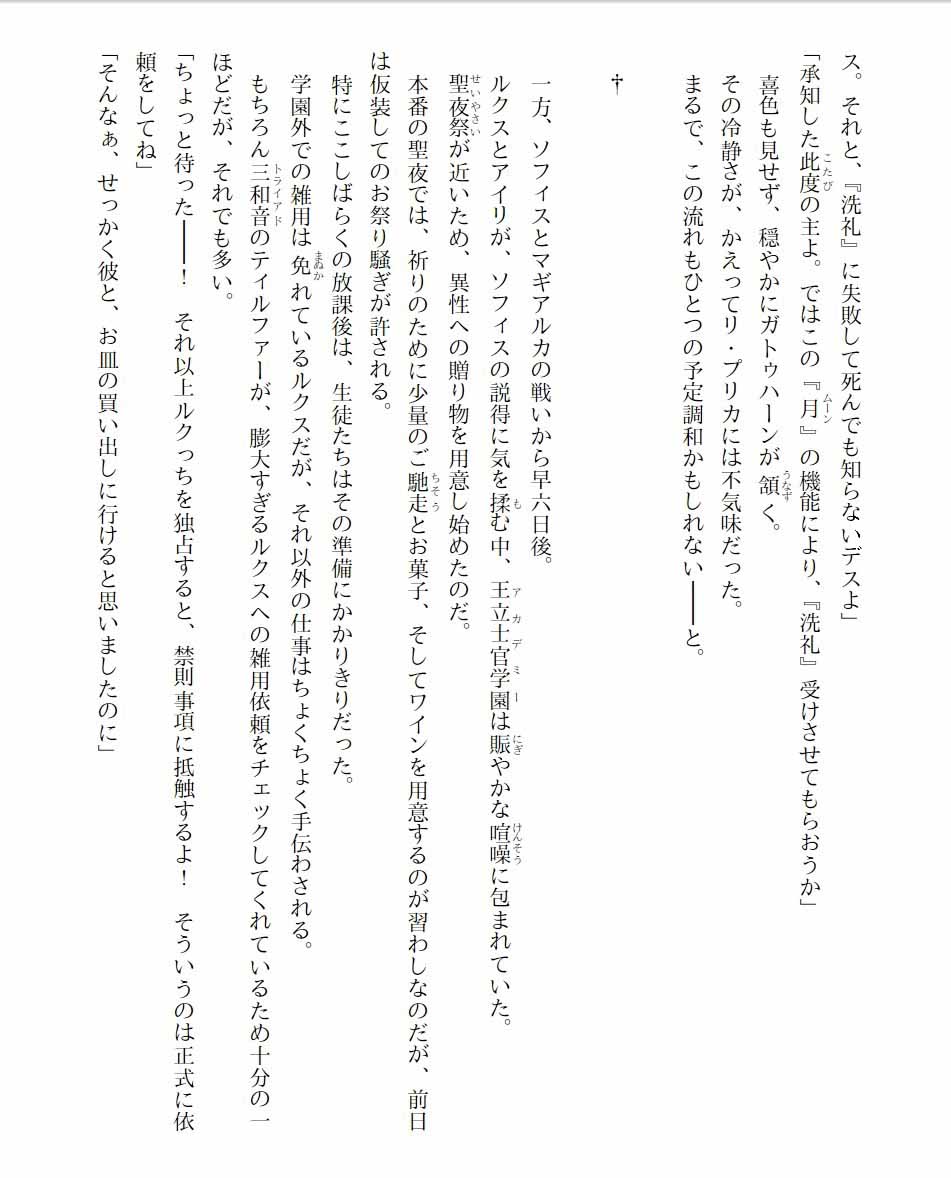 ス。それと、『洗礼』に失敗して死んでも知らないデスよ」
「承知した此度の主よ。ではこの『月』の機能により、『洗礼』受けさせてもらおうか」
喜色も見せず、穏やかにガトゥハーンが頷く。
その冷静さが、かえってリ・プリカには不気味だった。
まるで、この流れもひとつの予定調和かもしれない――と。
†
一方、ソフィスとマギアルカの戦いから早六日後。
ルクスとアイリが、ソフィスの説得に気を揉む中、王立士官学園は賑やかな喧噪に包まれていた。
聖夜祭が近いため、異性への贈り物を用意し始めたのだ。
本番の聖夜では、祈りのために少量のご馳走とお菓子、そしてワインを用意するのが習わしなのだが、前日
は仮装してのお祭り騒ぎが許される。
特にここしばらくの放課後は、生徒たちはその準備にかかりきりだった。
学園外での雑用は免れているルクスだが、それ以外の仕事はちょくちょく手伝わされる。
もちろん三和音のティルファーが、膨大すぎるルクスへの雑用依頼をチェックしてくれているため十分の一
ほどだが、それでも多い。
「ちょっと待った――！　それ以上ルクっちを独占すると、禁則事項に抵触するよ！　そういうのは正式に依
頼をしてね」
「そんなぁ、せっかく彼と、お皿の買い出しに行けると思いましたのに」